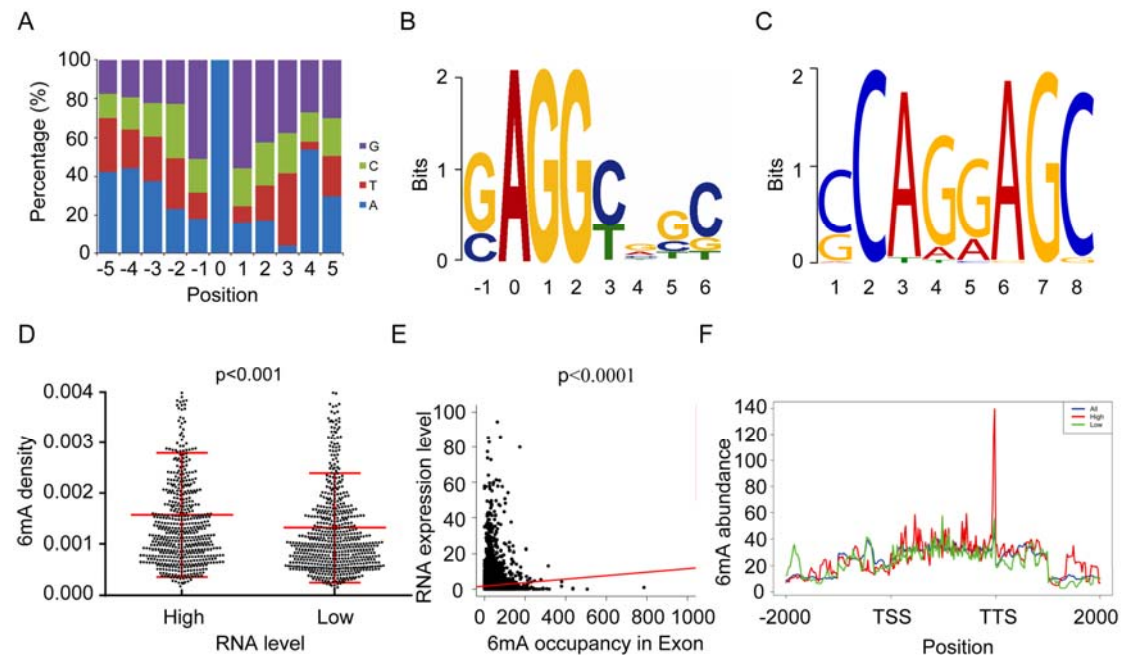 A
Percentage (%)
100
80
60
40
20
0
-5 -4 -3 -2 -1 0 1 2 3 4 5
Position
G
C
T
A
B
Bits
2
1
0
G C A G G C T G A G C T C G T
-1 0 1 2 3 4 5 6
C
Bits
2
1
0
C G C A T G A G A A G C
1 2 3 4 5 6 7 8
D
p<0.001
6mA density
0.004
0.003
0.002
0.001
0.000
High Low
RNA level
E
p<0.0001
RNA expression level
100
80
60
40
20
0
0 200 400 600 800 1000
6mA occupancy in Exon
F
6mA abundance
140
120
100
80
60
40
20
0
All
High
Low
-2000 TSS TTS 2000
Position